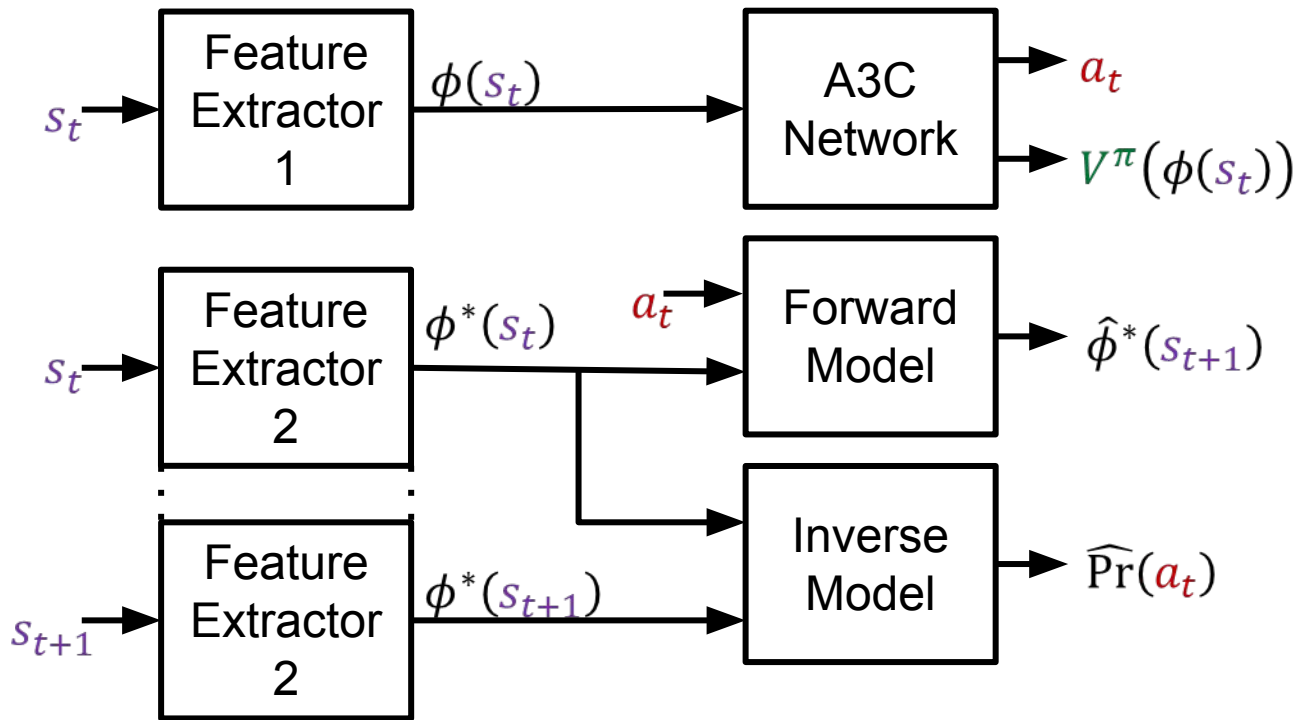 s_t
Feature
Extractor
1
ϕ(s_t)
A3C
Network
a_t
V^π(ϕ(s_t))
s_t
Feature
Extractor
2
ϕ*(s_t)
a_t
Forward
Model
ϕ̂*(s_{t+1})
s_{t+1}
Feature
Extractor
2
ϕ*(s_{t+1})
Inverse
Model
P̂r(a_t)